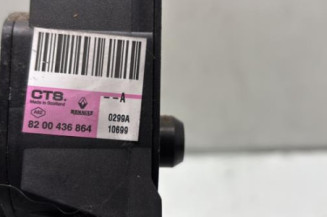 CTS. --A
Made in Scotland
RENAULT 0299A
82 00 436 864 10699